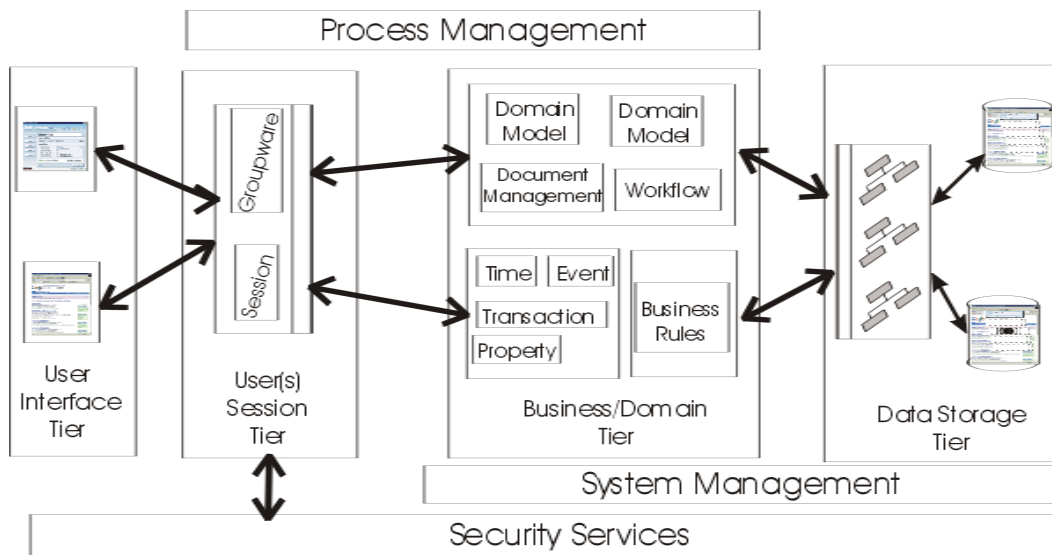 Process Management
Groupware
Session
Domain
Model
Domain
Model
Document
Management
Workflow
Time
Event
Transaction
Property
Business
Rules
User
Interface
Tier
User(s)
Session
Tier
Business/Domain
Tier
Data Storage
Tier
System Management
Security Services